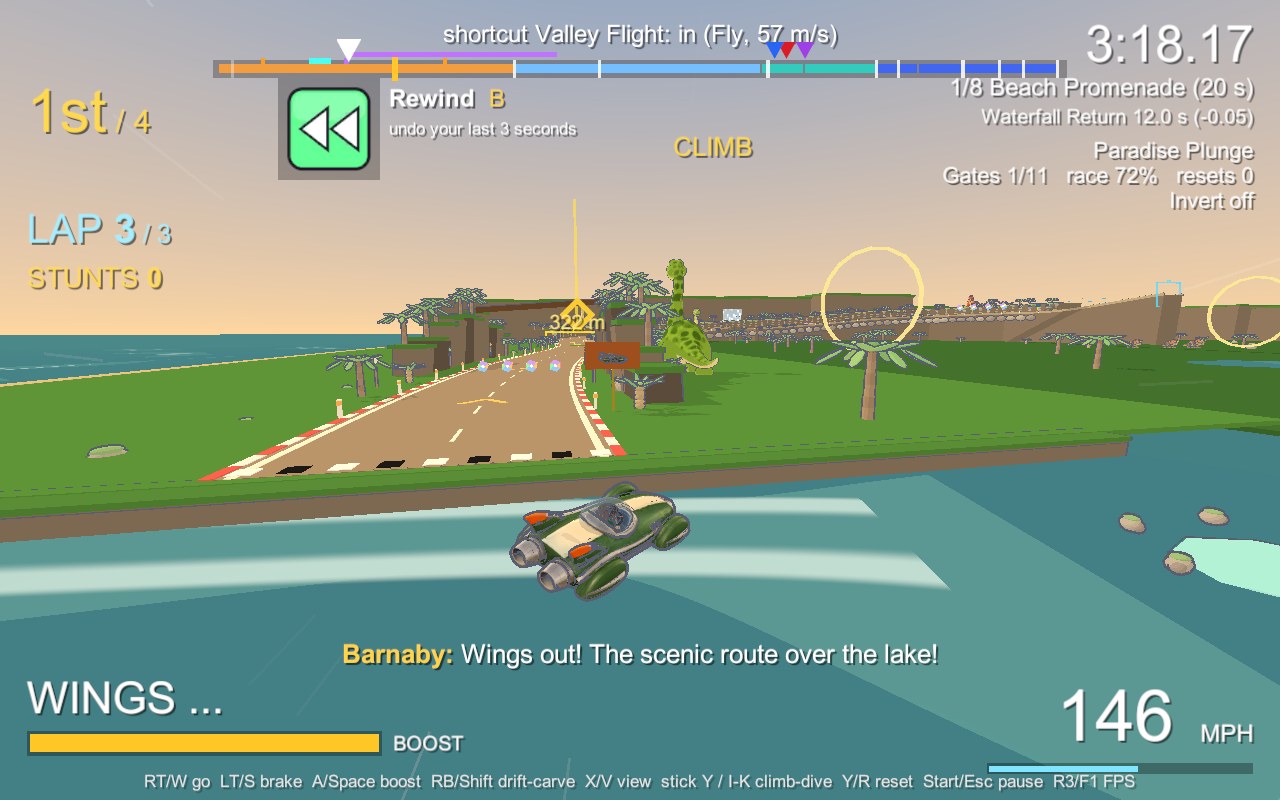 shortcut Valley Flight: in (Fly, 57 m/s)
3:18.17
1/8 Beach Promenade (20 s)
Waterfall Return 12.0 s (-0.05)
Paradise Plunge
Gates 1/11 race 72% resets 0
Invert off
1st / 4
Rewind B
undo your last 3 seconds
CLIMB
LAP 3 / 3
STUNTS 0
322 m
Barnaby: Wings out! The scenic route over the lake!
WINGS ...
BOOST
146 MPH
RT/W go LT/S brake A/Space boost RB/Shift drift-carve X/V view stick Y / I-K climb-dive Y/R reset Start/Esc pause R3/F1 FPS